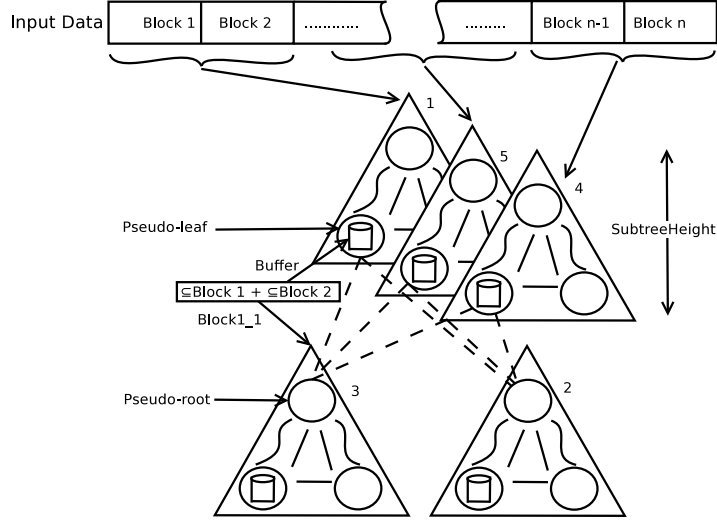 Input Data
Block 1
Block 2
............
.........
Block n-1
Block n
1
5
4
Pseudo-leaf
SubtreeHeight
Buffer
⊆Block 1 + ⊆Block 2
Block1_1
Pseudo-root
3
2